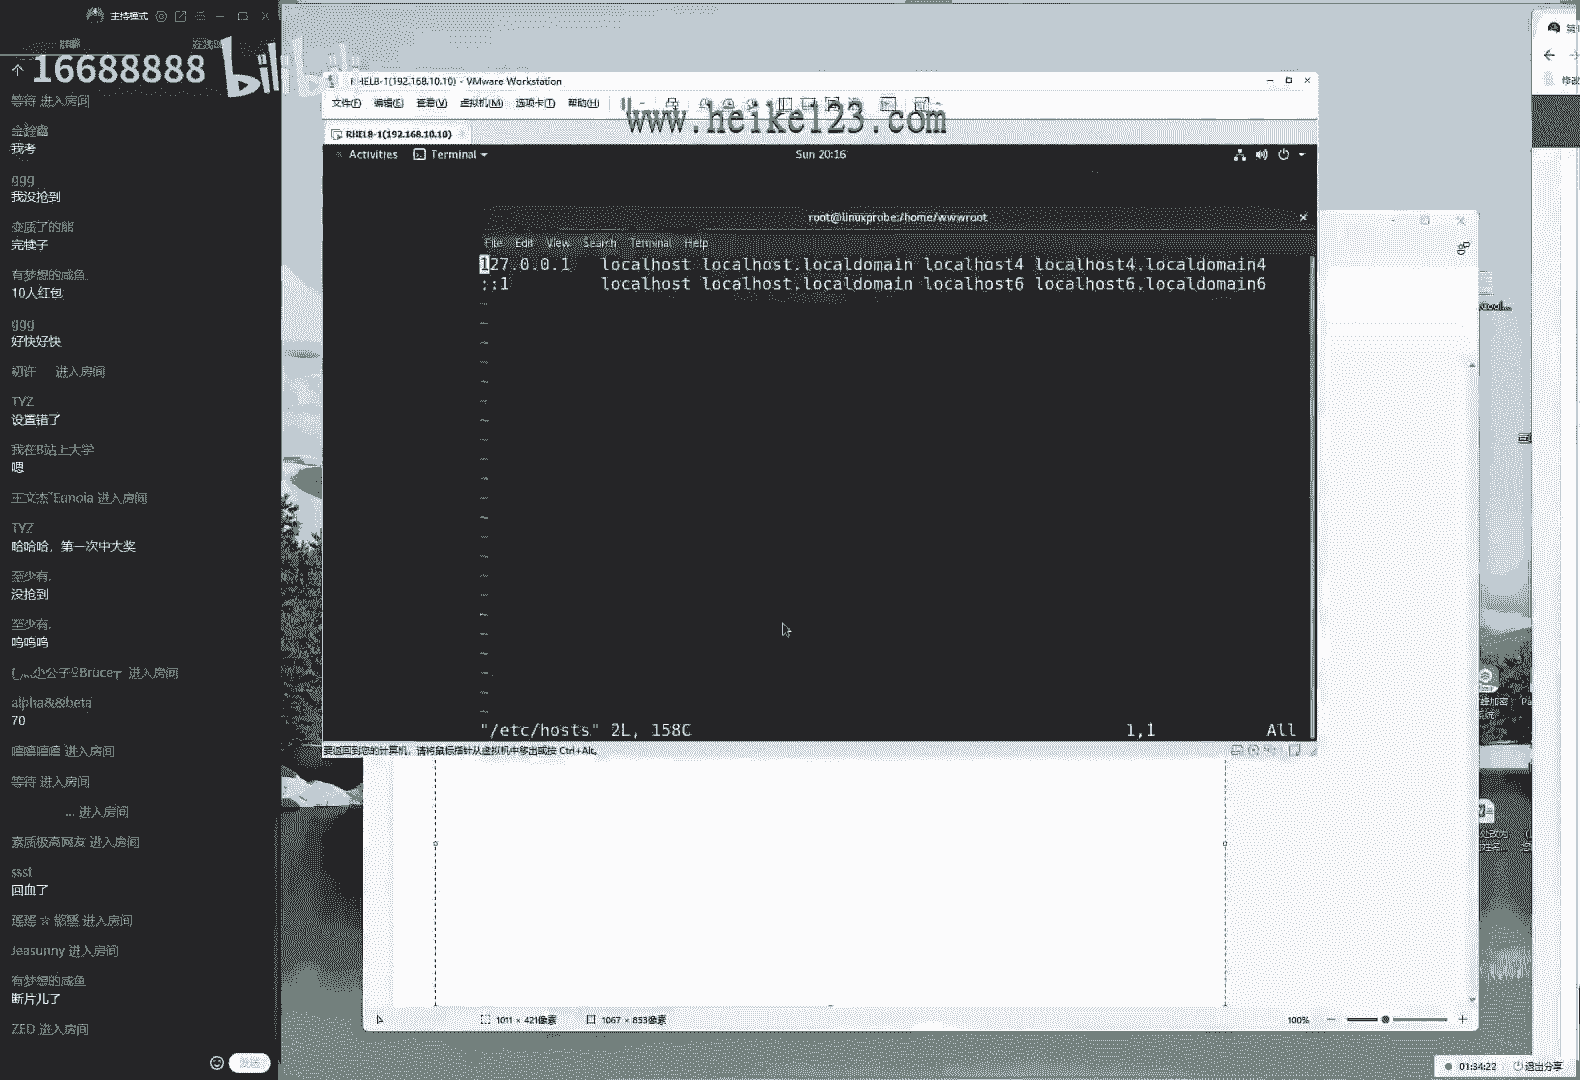 主持模式
16688888
bilibili
等待 进入房间
金鎗鑫
我考
ggg
我没抢到
变质了的熊
完犊子
有梦想的咸鱼.
10人红包
ggg
好快好快
初许 进入房间
TYZ
设置错了
我在B站上大学
嗯
王文杰˘Eunoia 进入房间
TYZ
哈哈哈，第一次中大奖
至少有.
没抢到
至少有.
呜呜呜
小公子♀Bruce┬ 进入房间
alpha&&beta
70
嘻嘻嘻嘻 进入房间
等待 进入房间
... 进入房间
素质极高网友 进入房间
sssf
回血了
瑶瑶 ☆ 进入房间
Jeasunny 进入房间
有梦想的咸鱼
断片儿了
ZED 进入房间
发送
RHEL8-1(192.168.10.10) - VMware Workstation
文件(F) 编辑(E) 查看(V) 虚拟机(M) 选项卡(T) 帮助(H)
www.heike123.com
RHEL8-1(192.168.10.10)
Activities Terminal
Sun 20:16
root@linuxprobe:/home/wwwroot
File Edit View Search Terminal Help
127.0.0.1 localhost localhost.localdomain localhost4 localhost4.localdomain4
::1 localhost localhost.localdomain localhost6 localhost6.localdomain6
"/etc/hosts" 2L, 158C 1,1 All
要返回到您的计算机，请将鼠标指针从虚拟机中移出或按 Ctrl+Alt。
1011 × 421像素 1067 × 853像素 100%
01:34:22 退出分享